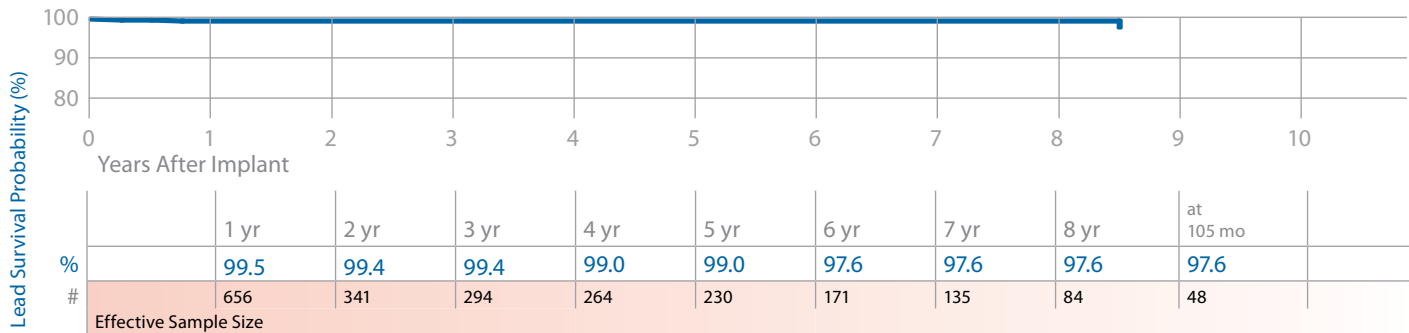 Lead Survival Probability (%)
100
90
80
0 1 2 3 4 5 6 7 8 9 10
Years After Implant
1 yr 2 yr 3 yr 4 yr 5 yr 6 yr 7 yr 8 yr at 105 mo
% 99.5 99.4 99.4 99.0 99.0 97.6 97.6 97.6 97.6
# 656 341 294 264 230 171 135 84 48
Effective Sample Size